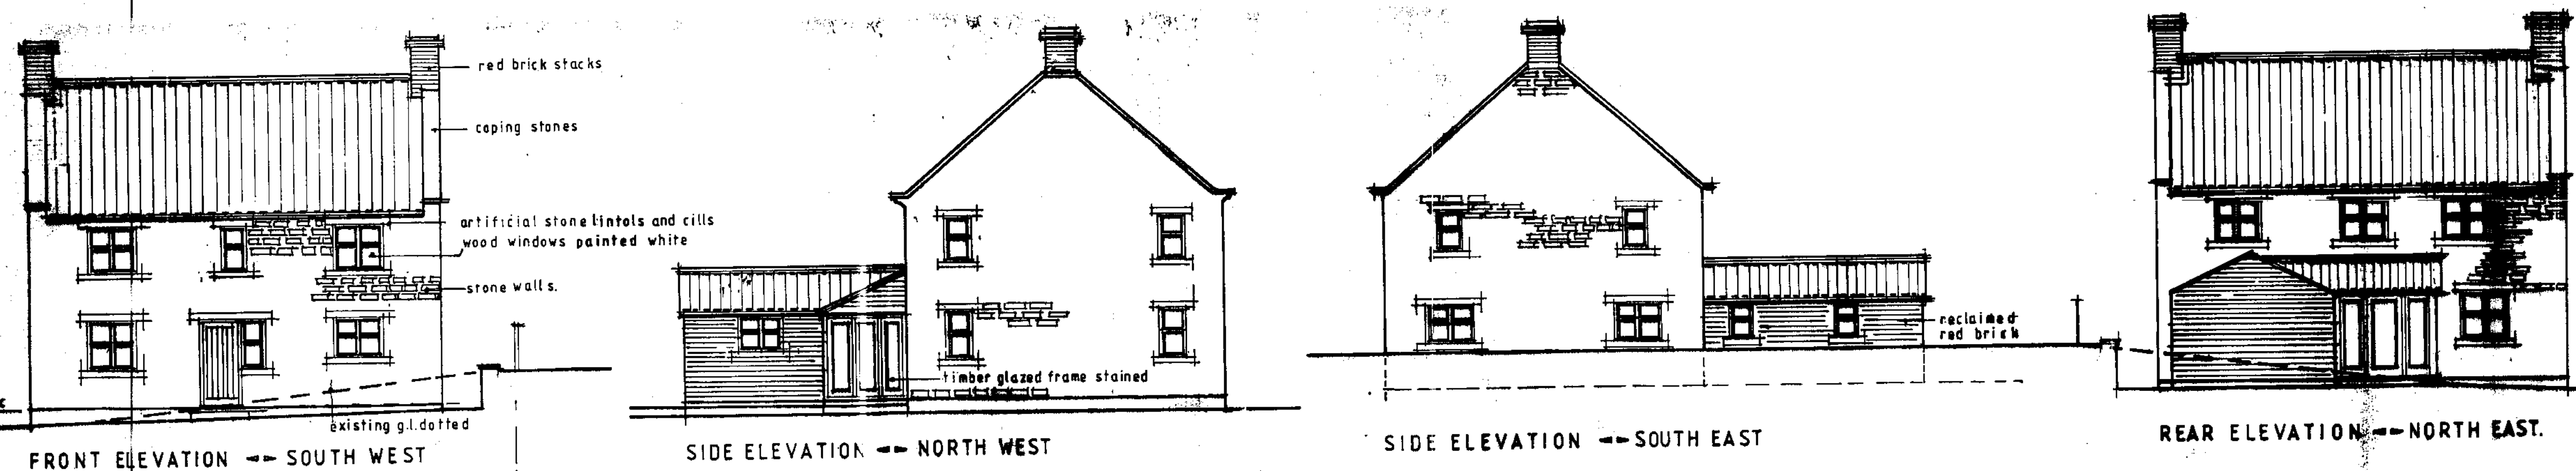 red brick stacks
coping stones
artificial stone lintols and cills
wood windows painted white
stone walls.
existing g.l. dotted
FRONT ELEVATION -- SOUTH WEST
timber glazed frame stained
SIDE ELEVATION -- NORTH WEST
reclaimed
red brick
SIDE ELEVATION -- SOUTH EAST
REAR ELEVATION -- NORTH EAST.